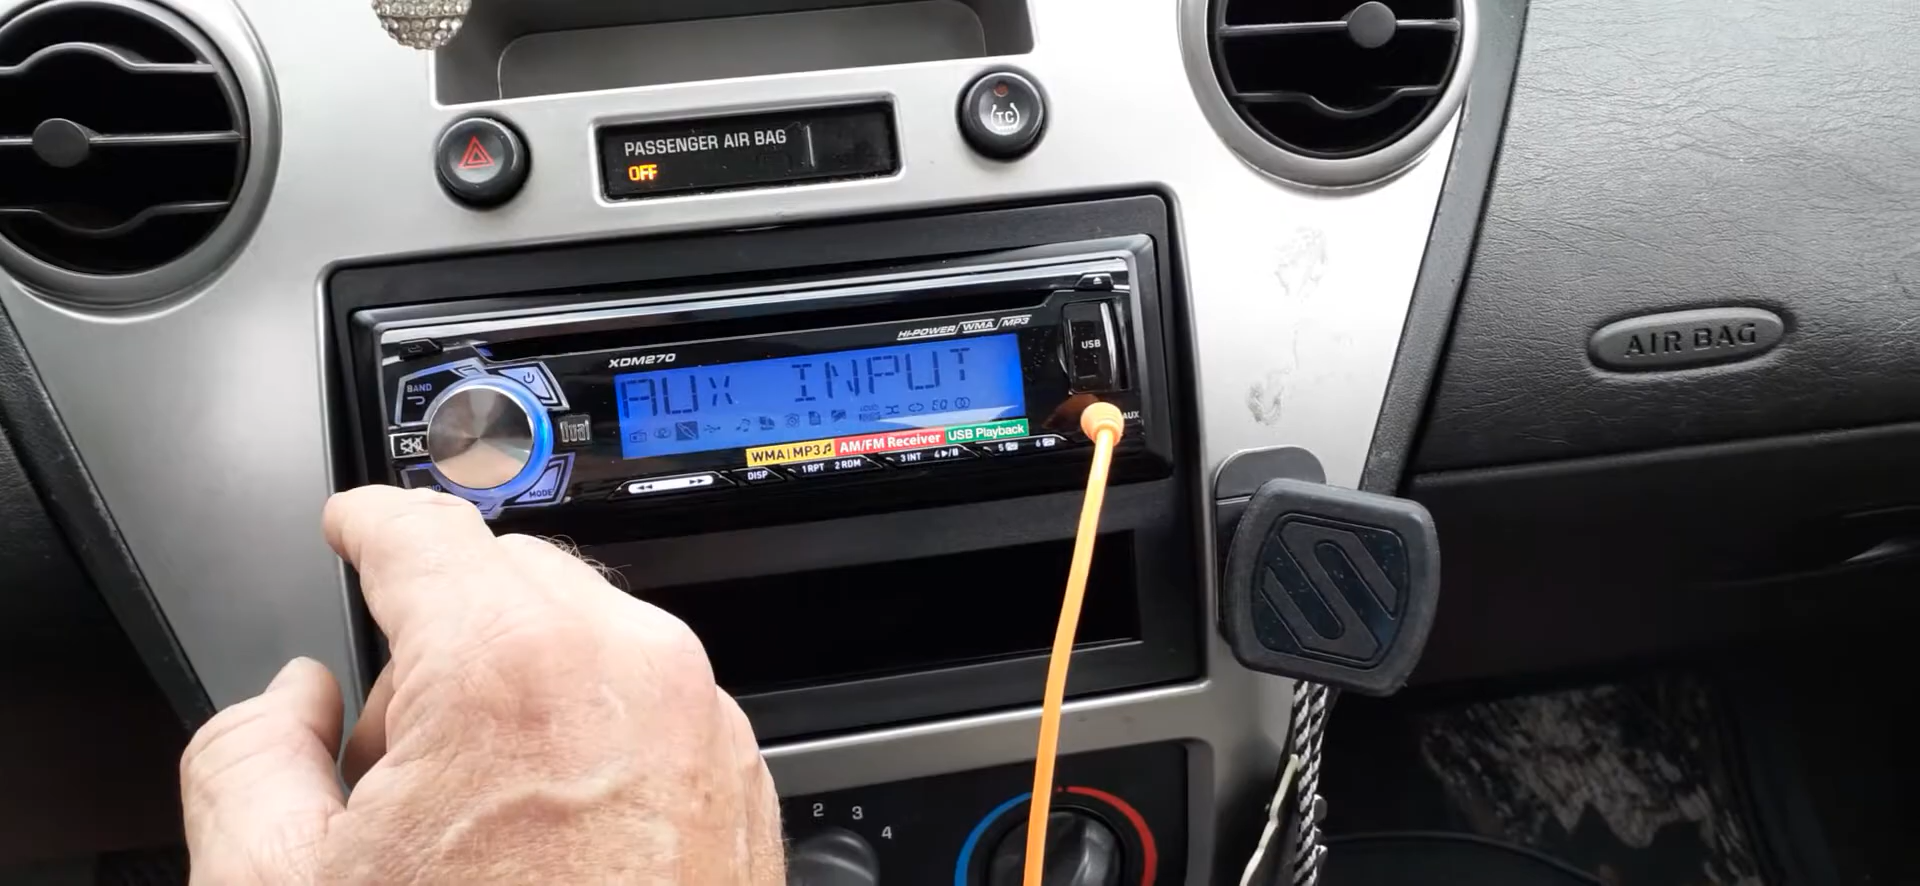 PASSENGER AIR BAG
OFF
TC
AIR BAG
HI-POWER / WMA / MP3
XDM270
USB
BAND
AUX INPUT
AUX
Dual
EQ
WMA|MP3 AM/FM Receiver USB Playback
MODE
DISP 1 RPT 2 RDM 3 INT 4 ▶/II 5 6
2 3 4